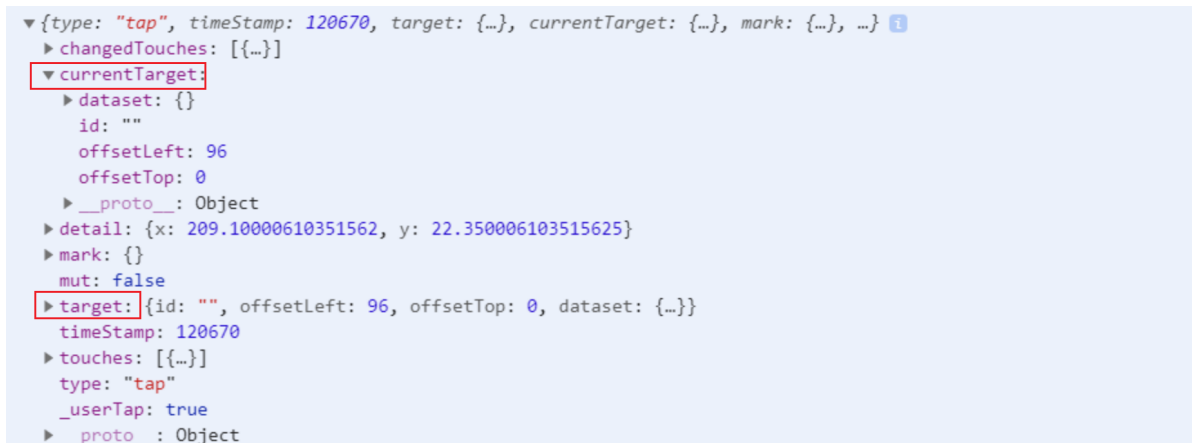 {type: "tap", timeStamp: 120670, target: {…}, currentTarget: {…}, mark: {…}, …} i
changedTouches: [{…}]
currentTarget:
dataset: {}
id: ""
offsetLeft: 96
offsetTop: 0
__proto__: Object
detail: {x: 209.10000610351562, y: 22.350006103515625}
mark: {}
mut: false
target: {id: "", offsetLeft: 96, offsetTop: 0, dataset: {…}}
timeStamp: 120670
touches: [{…}]
type: "tap"
_userTap: true
__proto__: Object